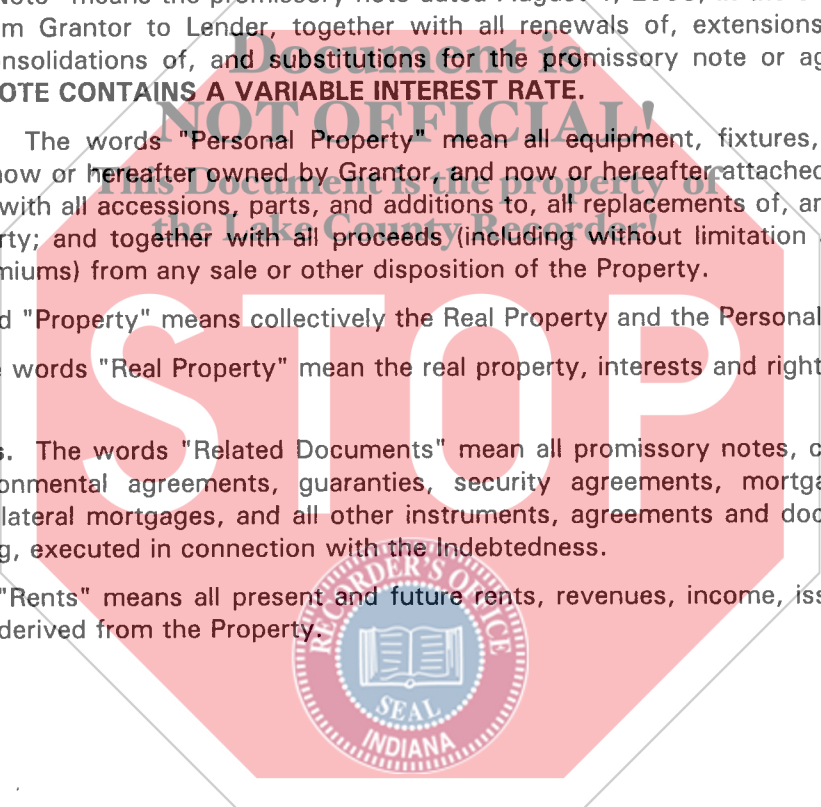 Note" means the promissory note dated August
m Grantor to Lender, together with all renewals of, extensions
nsolidations of, and substitutions for the promissory note or ag
OTE CONTAINS A VARIABLE INTEREST RATE.
The words "Personal Property" mean all equipment, fixtures,
now or hereafter owned by Grantor, and now or hereafter attached
with all accessions, parts, and additions to, all replacements of, an
rty; and together with all proceeds (including without limitation
miums) from any sale or other disposition of the Property.
d "Property" means collectively the Real Property and the Personal
e words "Real Property" mean the real property, interests and right
s. The words "Related Documents" mean all promissory notes, c
onmental agreements, guaranties, security agreements, mortga
lateral mortgages, and all other instruments, agreements and doc
g, executed in connection with the Indebtedness.
"Rents" means all present and future rents, revenues, income, iss
derived from the Property.
Document is
NOT OFFICIAL!
This Document is the property of
the Lake County Recorder!
STOP
RECORDER'S OFFICE
SEAL
INDIANA